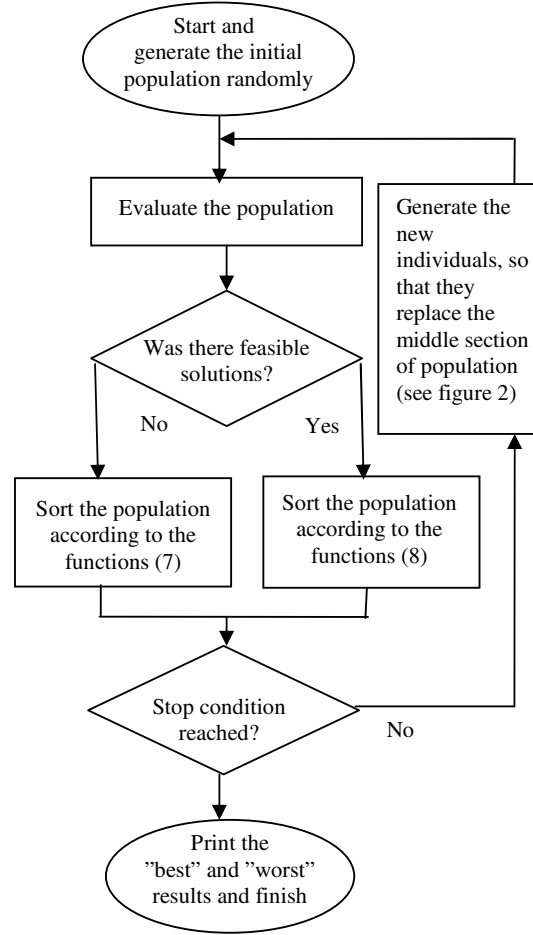 Start and
generate the initial
population randomly
Evaluate the population
Generate the
new
individuals, so
that they
replace the
middle section
of population
(see figure 2)
Was there feasible
solutions?
No
Yes
Sort the population
according to the
functions (7)
Sort the population
according to the
functions (8)
Stop condition
reached?
No
Print the
”best” and ”worst”
results and finish